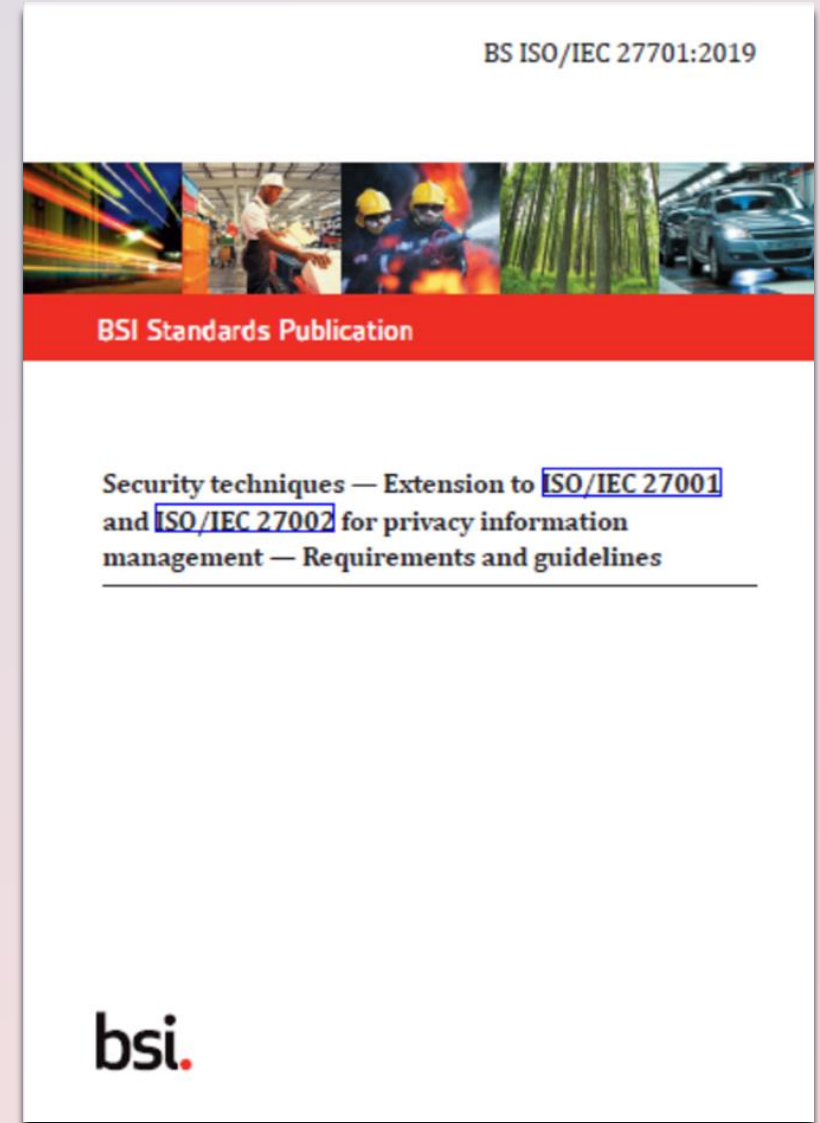 BS ISO/IEC 27701:2019
BSI Standards Publication
Security techniques — Extension to ISO/IEC 27001
and ISO/IEC 27002 for privacy information
management — Requirements and guidelines
bsi.